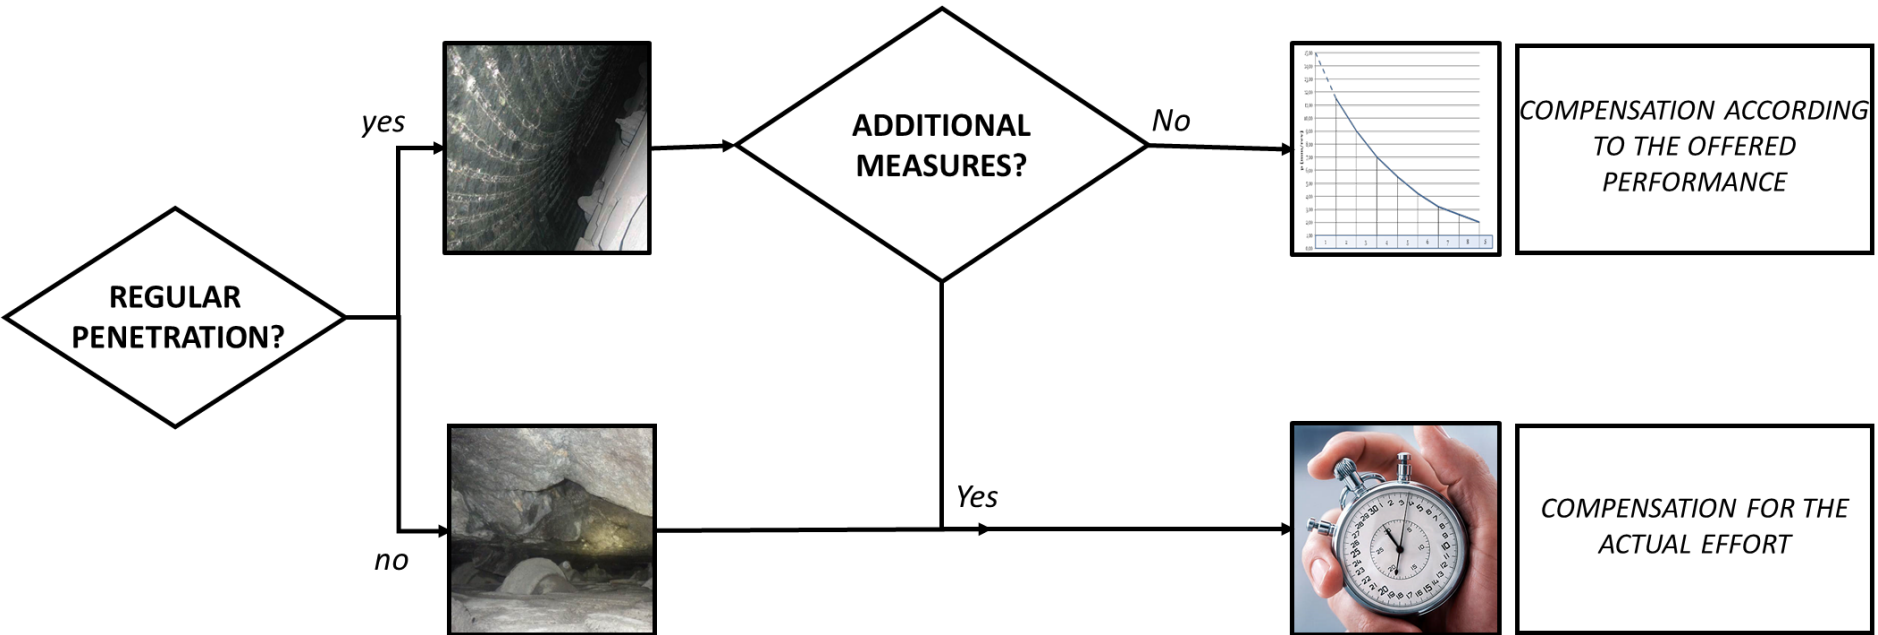 REGULAR
PENETRATION?
yes
no
ADDITIONAL
MEASURES?
No
Yes
COMPENSATION ACCORDING
TO THE OFFERED
PERFORMANCE
COMPENSATION FOR THE
ACTUAL EFFORT